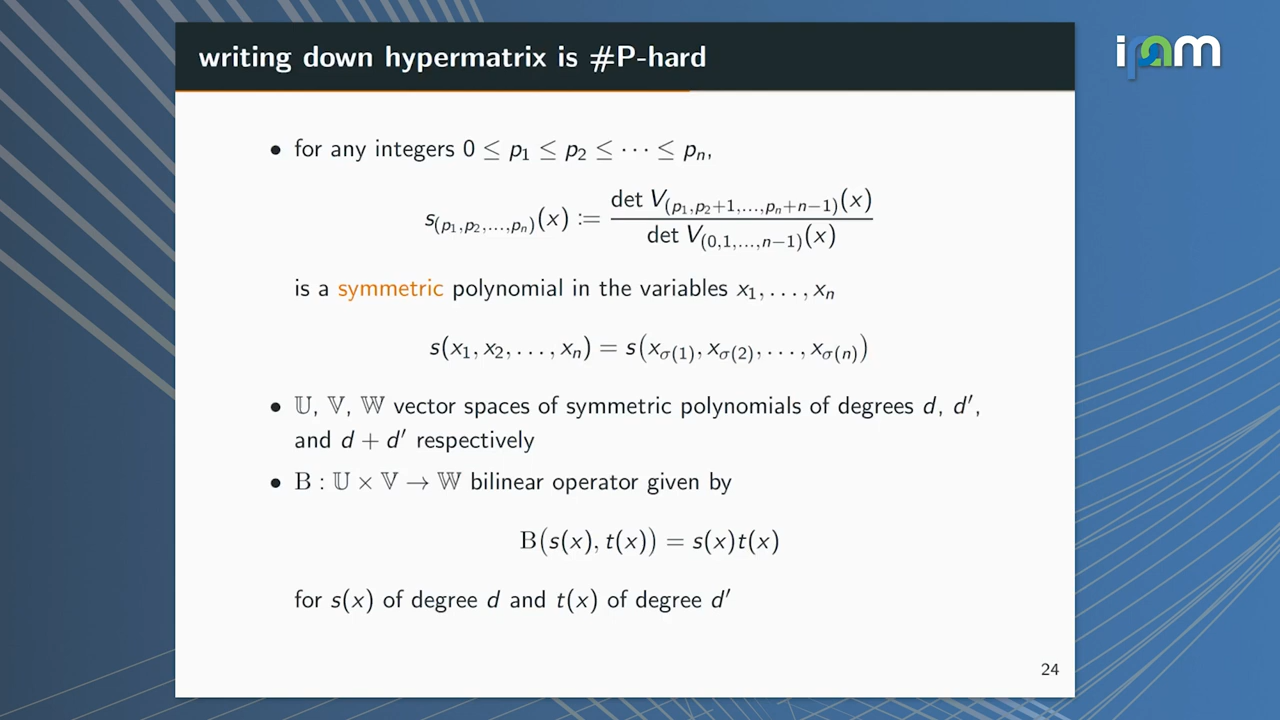 writing down hypermatrix is #P-hard
ipam
• for any integers 0 ≤ p₁ ≤ p₂ ≤ ⋯ ≤ pₙ,
s₍p₁,p₂,...,pₙ₎(x) := det V₍p₁,p₂+1,...,pₙ+n−1₎(x) / det V₍0,1,...,n−1₎(x)
is a symmetric polynomial in the variables x₁, . . . , xₙ
s(x₁, x₂, . . . , xₙ) = s(x_σ(1), x_σ(2), . . . , x_σ(n))
• 𝕌, 𝕍, 𝕎 vector spaces of symmetric polynomials of degrees d, d′,
and d + d′ respectively
• B : 𝕌 × 𝕍 → 𝕎 bilinear operator given by
B(s(x), t(x)) = s(x)t(x)
for s(x) of degree d and t(x) of degree d′
24